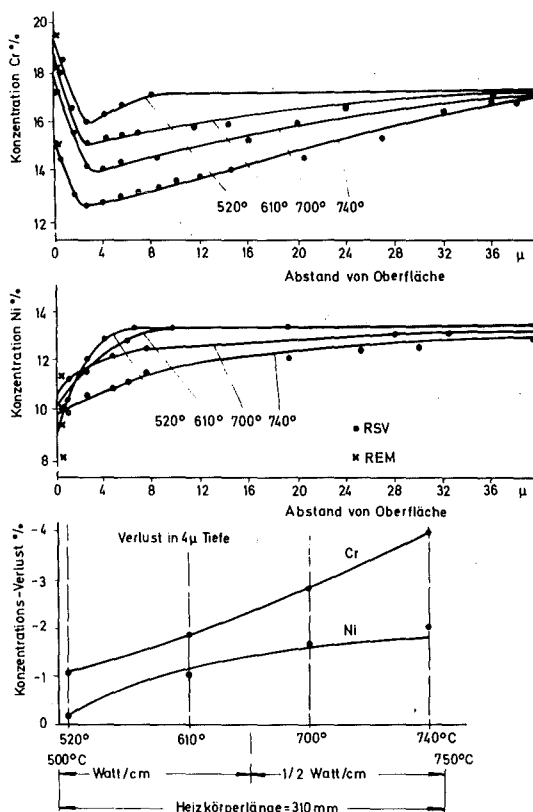 Konzentration Cr %
20
18
16
14
12
520° 610° 700° 740°
0 4 8 12 16 20 24 28 32 36 µ
Abstand von Oberfläche
Konzentration Ni %
14
12
10
8
520° 610° 700° 740°
RSV
REM
0 4 8 12 16 20 24 28 32 36
Abstand von Oberfläche
Konzentrations-Verlust %
-4
-3
-2
-1
0
Verlust in 4µ Tiefe
Cr
Ni
520° 610° 700° 740°C
500°C 750°C
Watt/cm 1/2 Watt/cm
Heizkörperlänge = 310 mm